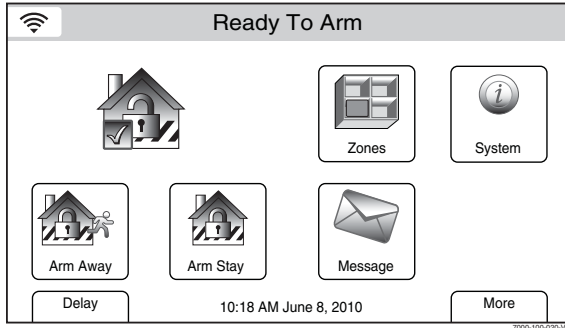 Ready To Arm
Zones
System
Arm Away
Arm Stay
Message
Delay
10:18 AM June 8, 2010
More